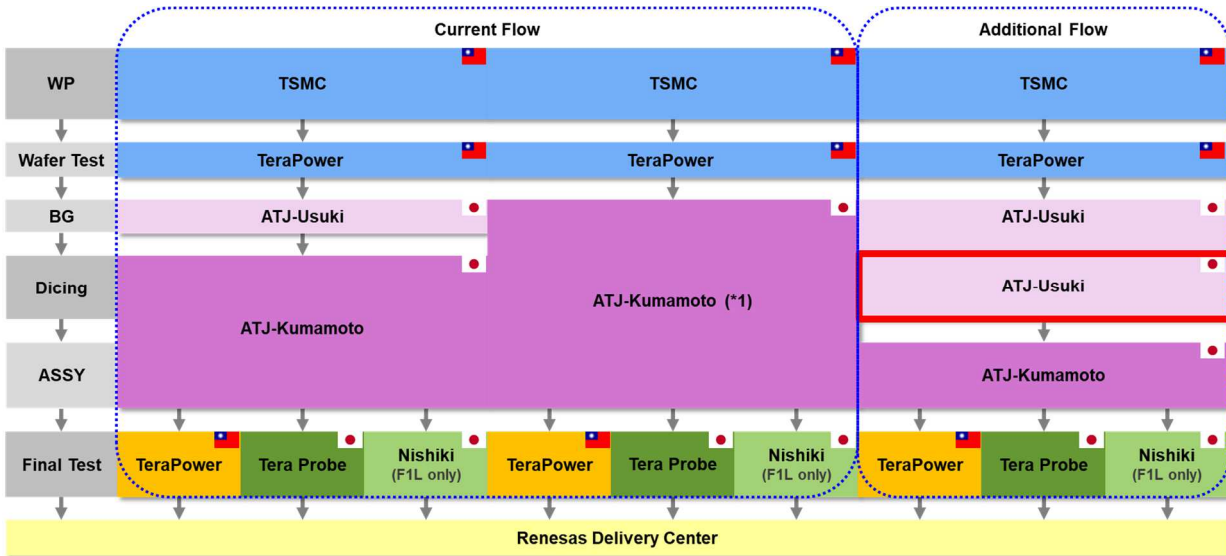 Current Flow
Additional Flow
WP
TSMC
TSMC
TSMC
Wafer Test
TeraPower
TeraPower
TeraPower
BG
ATJ-Usuki
ATJ-Usuki
Dicing
ATJ-Kumamoto
ATJ-Kumamoto (*1)
ATJ-Usuki
ASSY
ATJ-Kumamoto
Final Test
TeraPower
Tera Probe
Nishiki
(F1L only)
TeraPower
Tera Probe
Nishiki
(F1L only)
TeraPower
Tera Probe
Nishiki
(F1L only)
Renesas Delivery Center